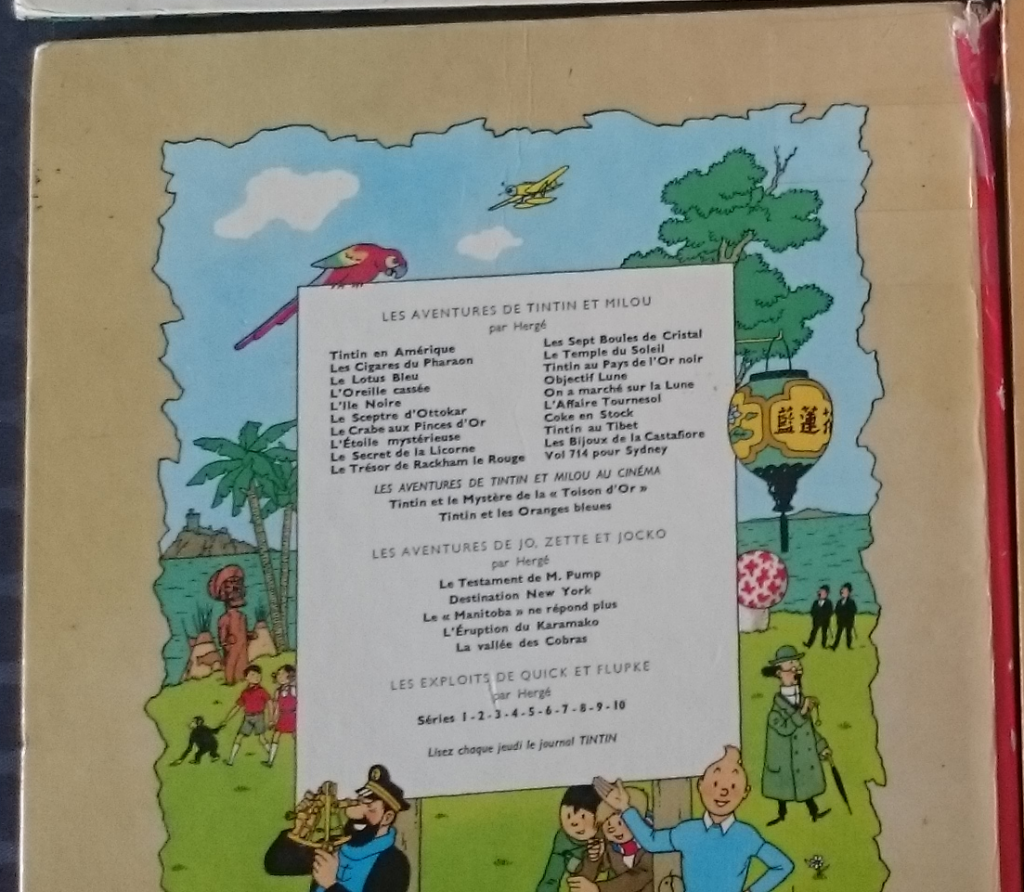 LES AVENTURES DE TINTIN ET MILOU
par Hergé
Tintin en Amérique
Les Cigares du Pharaon
Le Lotus Bleu
L'Oreille cassée
L'Ile Noire
Le Sceptre d'Ottokar
Le Crabe aux Pinces d'Or
L'Étoile mystérieuse
Le Secret de la Licorne
Le Trésor de Rackham le Rouge
Les Sept Boules de Cristal
Le Temple du Soleil
Tintin au Pays de l'Or noir
Objectif Lune
On a marché sur la Lune
L'Affaire Tournesol
Coke en Stock
Tintin au Tibet
Les Bijoux de la Castafiore
Vol 714 pour Sydney
LES AVENTURES DE TINTIN ET MILOU AU CINÉMA
Tintin et le Mystère de la « Toison d'Or »
Tintin et les Oranges bleues
LES AVENTURES DE JO, ZETTE ET JOCKO
par Hergé
Le Testament de M. Pump
Destination New York
Le « Manitoba » ne répond plus
L'Éruption du Karamako
La vallée des Cobras
LES EXPLOITS DE QUICK ET FLUPKE
par Hergé
Séries 1-2-3-4-5-6-7-8-9-10
Lisez chaque jeudi le journal TINTIN
藍蓮花